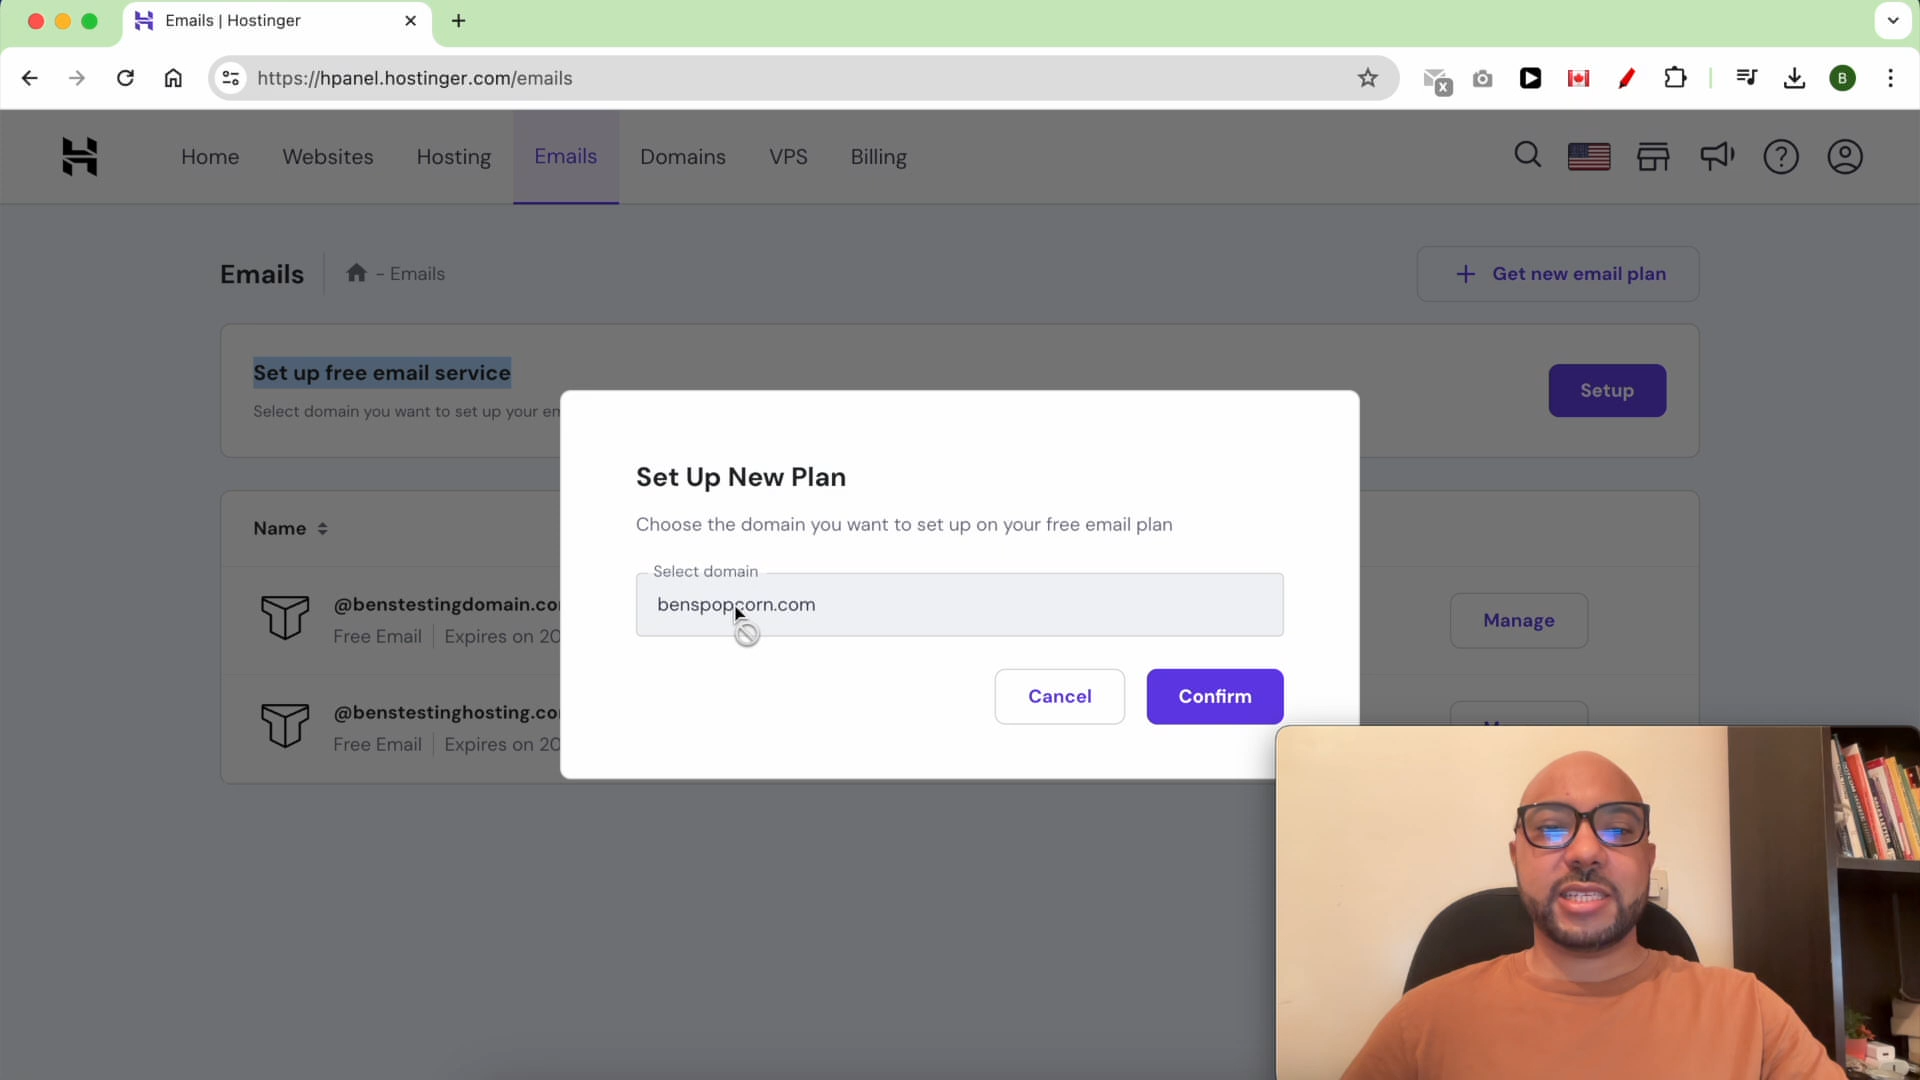 Emails | Hostinger
https://hpanel.hostinger.com/emails
X
B
Home Websites Hosting Emails Domains VPS Billing
Emails - Emails
+ Get new email plan
Set up free email service
Select domain you want to set up your em
Setup
Set Up New Plan
Choose the domain you want to set up on your free email plan
Select domain
benspopcorn.com
Cancel Confirm
Name
@benstestingdomain.co
Free Email Expires on 20
Manage
@benstestinghosting.co
Free Email Expires on 20